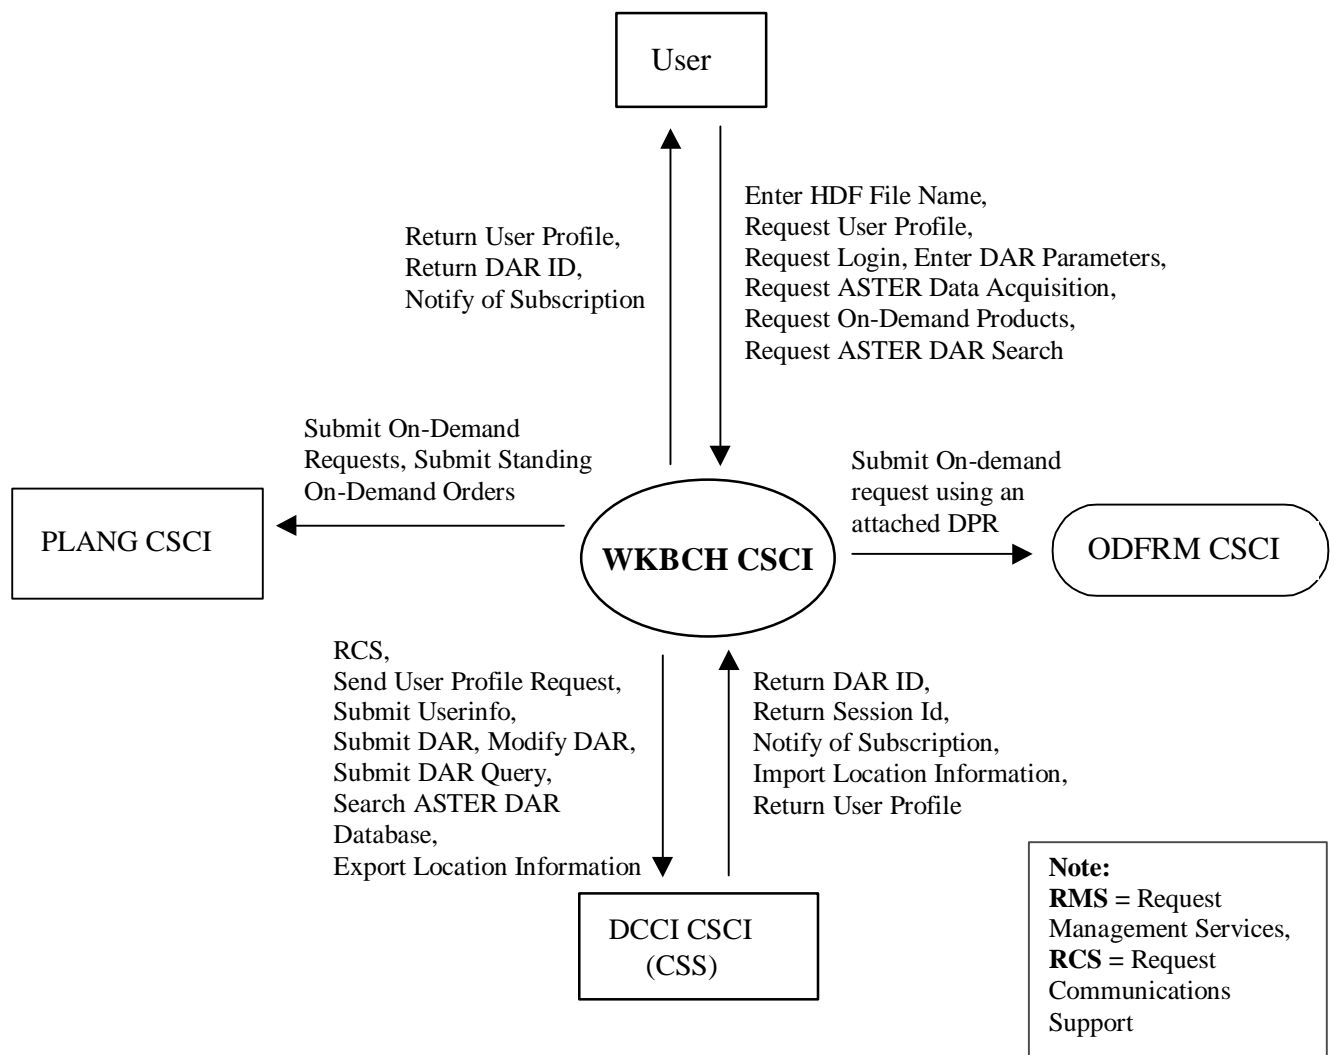 User
Return User Profile,
Return DAR ID,
Notify of Subscription
Enter HDF File Name,
Request User Profile,
Request Login, Enter DAR Parameters,
Request ASTER Data Acquisition,
Request On-Demand Products,
Request ASTER DAR Search
Submit On-Demand
Requests, Submit Standing
On-Demand Orders
Submit On-demand
request using an
attached DPR
PLANG CSCI
WKBCH CSCI
ODFRM CSCI
RCS,
Send User Profile Request,
Submit Userinfo,
Submit DAR, Modify DAR,
Submit DAR Query,
Search ASTER DAR
Database,
Export Location Information
Return DAR ID,
Return Session Id,
Notify of Subscription,
Import Location Information,
Return User Profile
DCCI CSCI
(CSS)
Note:
RMS = Request
Management Services,
RCS = Request
Communications
Support